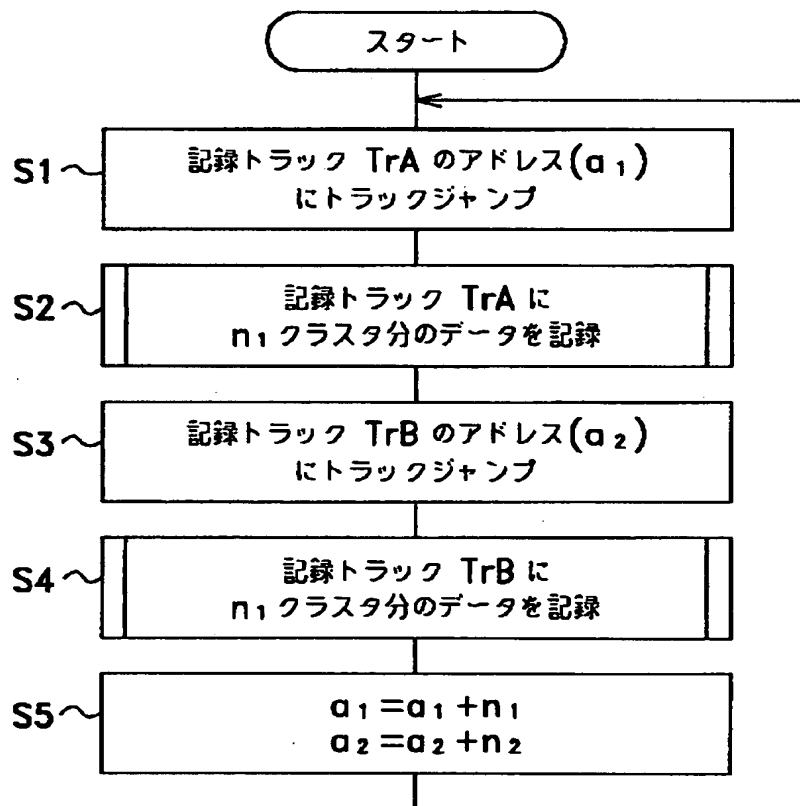 スタート
S1
記録トラック TrA のアドレス(a₁)
にトラックジャンプ
S2
記録トラック TrA に
n₁クラスタ分のデータを記録
S3
記録トラック TrB のアドレス(a₂)
にトラックジャンプ
S4
記録トラック TrB に
n₁クラスタ分のデータを記録
S5
a₁=a₁+n₁
a₂=a₂+n₂